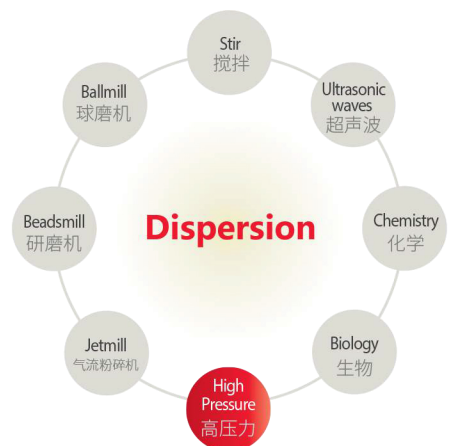 Stir
搅拌
Ultrasonic
waves
超声波
Chemistry
化学
Biology
生物
High
Pressure
高压力
Jetmill
气流粉碎机
Beadsmill
研磨机
Ballmill
球磨机
Dispersion